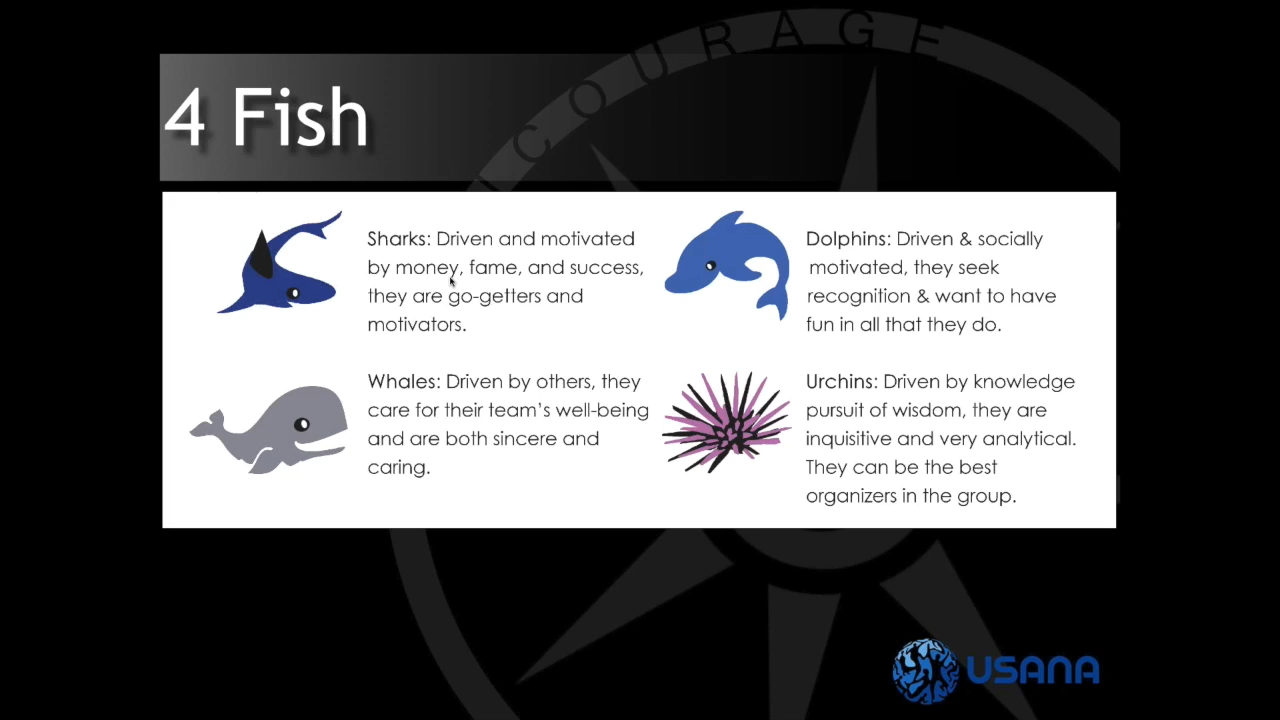 COURAGE
4 Fish
Sharks: Driven and motivated
by money, fame, and success,
they are go-getters and
motivators.
Dolphins: Driven & socially
motivated, they seek
recognition & want to have
fun in all that they do.
Whales: Driven by others, they
care for their team's well-being
and are both sincere and
caring.
Urchins: Driven by knowledge
pursuit of wisdom, they are
inquisitive and very analytical.
They can be the best
organizers in the group.
USANA